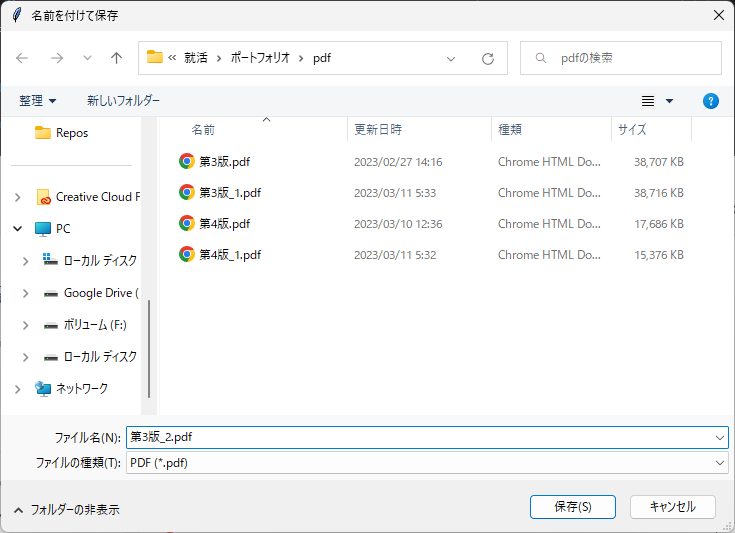 名前を付けて保存
« 就活 › ポートフォリオ › pdf
pdfの検索
整理
新しいフォルダー
名前 更新日時 種類 サイズ
Repos
Creative Cloud F
PC
ローカル ディスク
Google Drive (
ボリューム (F:)
ローカル ディスク
ネットワーク
第3版.pdf 2023/02/27 14:16 Chrome HTML Do... 38,707 KB
第3版_1.pdf 2023/03/11 5:33 Chrome HTML Do... 38,716 KB
第4版.pdf 2023/03/10 12:36 Chrome HTML Do... 17,686 KB
第4版_1.pdf 2023/03/11 5:32 Chrome HTML Do... 15,376 KB
ファイル名(N): 第3版_2.pdf
ファイルの種類(T): PDF (*.pdf)
フォルダーの非表示
保存(S)
キャンセル